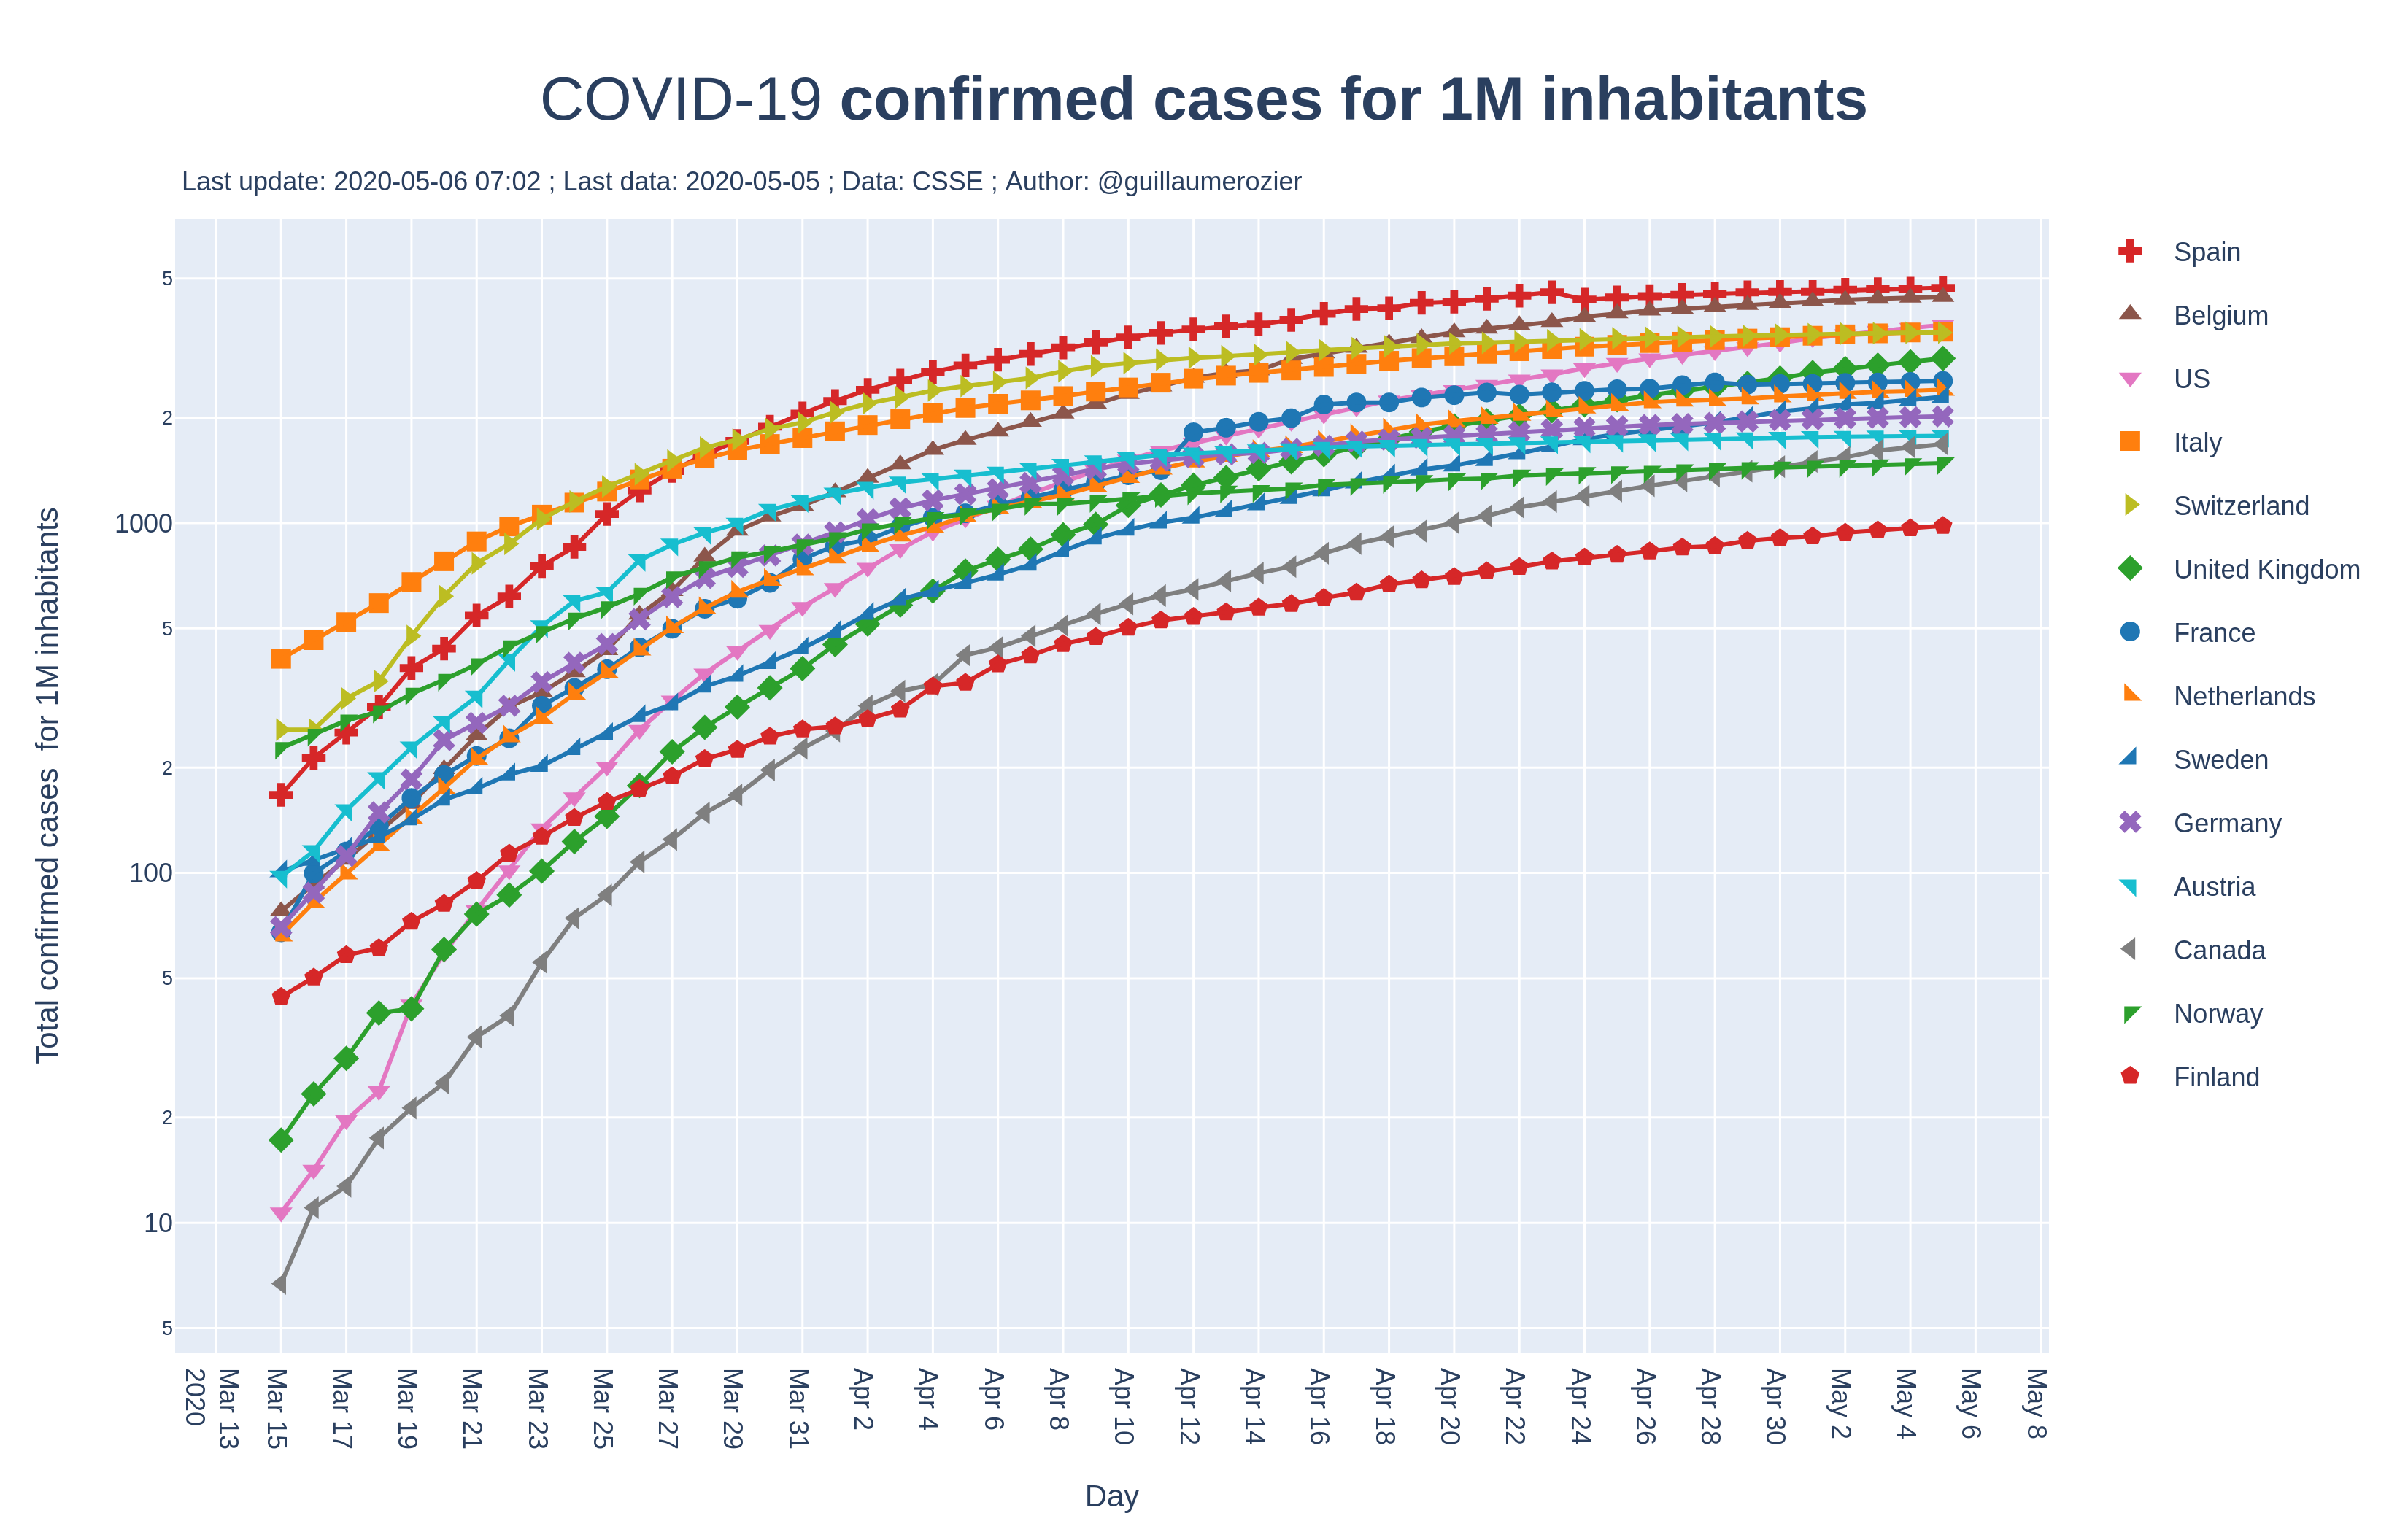 COVID-19 confirmed cases for 1M inhabitants
Last update: 2020-05-06 07:02 ; Last data: 2020-05-05 ; Data: CSSE ; Author: @guillaumerozier
Total confirmed cases for 1M inhabitants
5
2
1000
5
2
100
5
2
10
5
Mar 13
2020
Mar 15
Mar 17
Mar 19
Mar 21
Mar 23
Mar 25
Mar 27
Mar 29
Mar 31
Apr 2
Apr 4
Apr 6
Apr 8
Apr 10
Apr 12
Apr 14
Apr 16
Apr 18
Apr 20
Apr 22
Apr 24
Apr 26
Apr 28
Apr 30
May 2
May 4
May 6
May 8
Day
Spain
Belgium
US
Italy
Switzerland
United Kingdom
France
Netherlands
Sweden
Germany
Austria
Canada
Norway
Finland